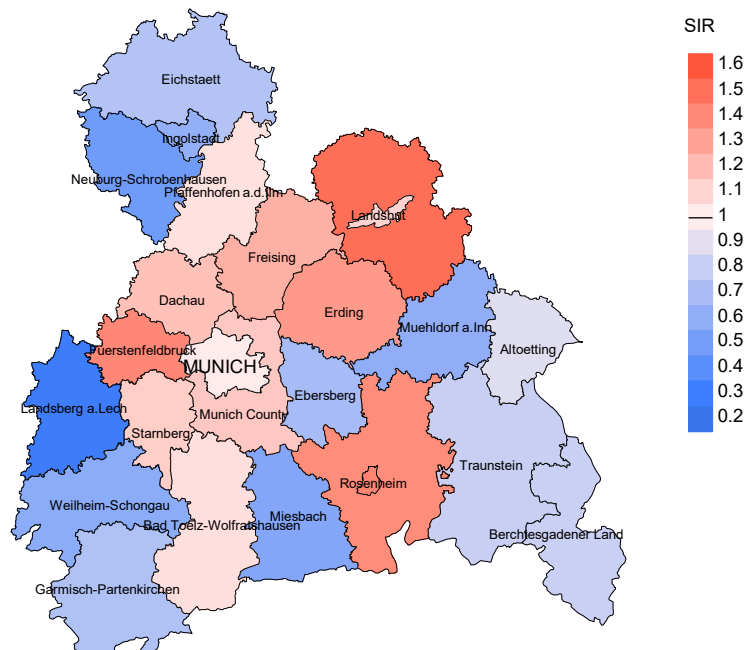 SIR
1.6
1.5
1.4
1.3
1.2
1.1
1
0.9
0.8
0.7
0.6
0.5
0.4
0.3
0.2
Eichstaett
Ingolstadt
Neuburg-Schrobenhausen
Pfaffenhofen a.d.Ilm
Landshut
Freising
Dachau
Erding
Muehldorf a.Inn
Fuerstenfeldbruck
Altoetting
MUNICH
Ebersberg
Landsberg a.Lech
Munich County
Starnberg
Traunstein
Rosenheim
Weilheim-Schongau
Miesbach
Bad Toelz-Wolfratshausen
Berchtesgadener Land
Garmisch-Partenkirchen